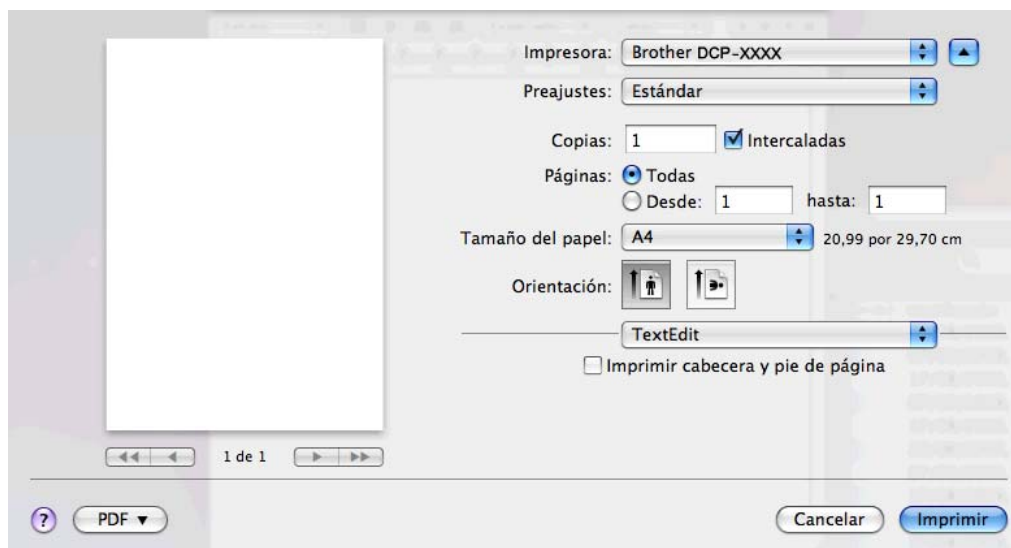 Impresora: Brother DCP-XXXX
Preajustes: Estándar
Copias: 1 Intercaladas
Páginas: Todas
Desde: 1 hasta: 1
Tamaño del papel: A4 20,99 por 29,70 cm
Orientación:
TextEdit
Imprimir cabecera y pie de página
1 de 1
? PDF Cancelar Imprimir